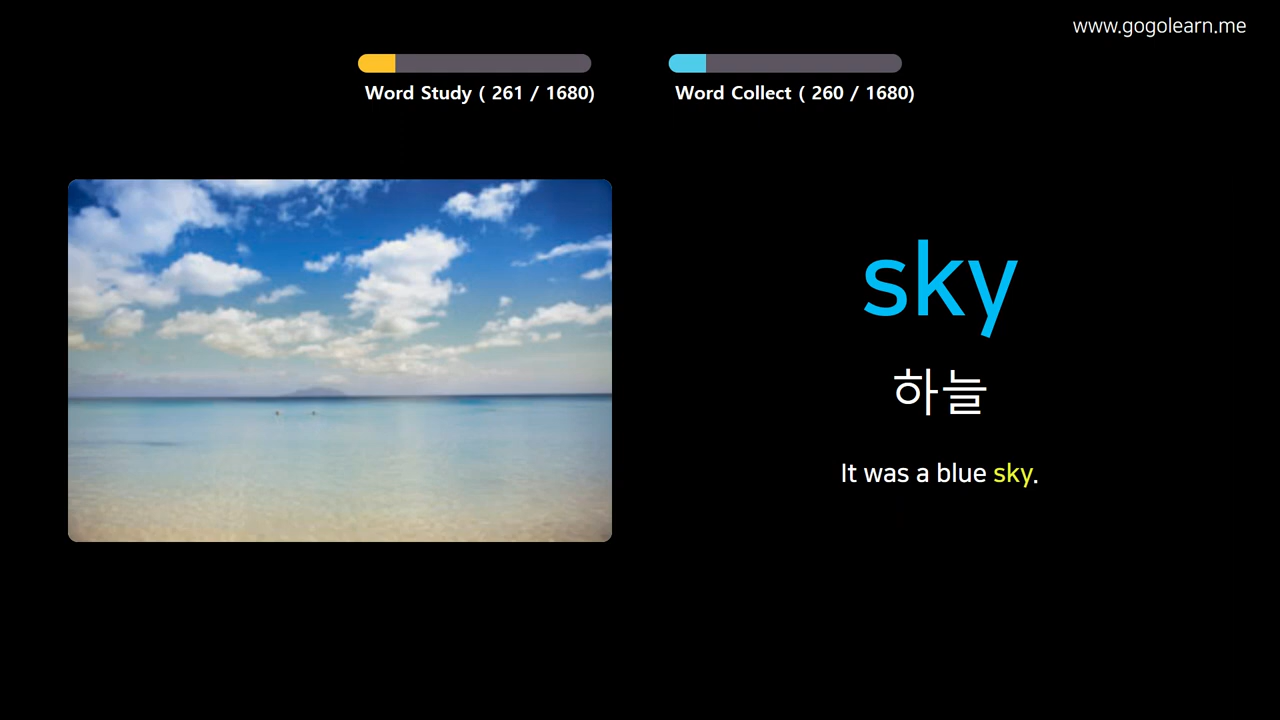 www.gogolearn.me
Word Study ( 261 / 1680)
Word Collect ( 260 / 1680)
sky
하늘
It was a blue sky.